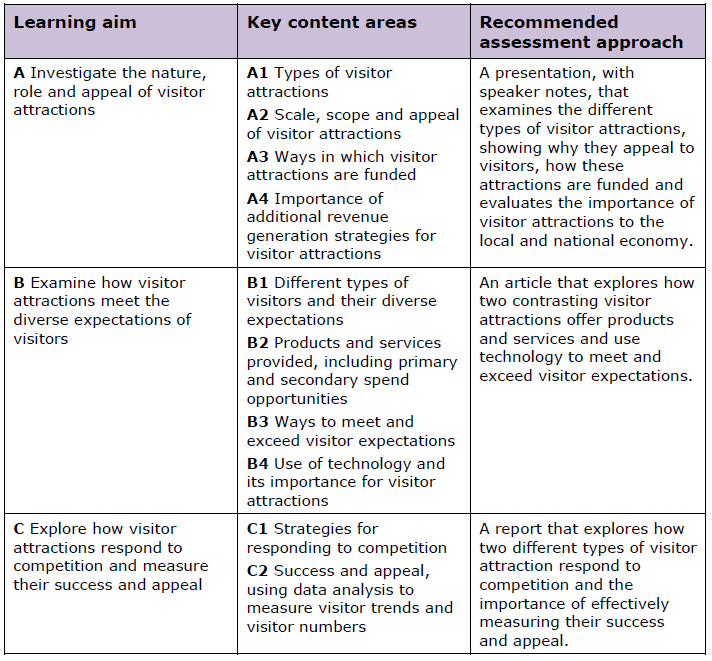 Learning aim
Key content areas
Recommended
assessment approach
A Investigate the nature,
role and appeal of visitor
attractions
A1 Types of visitor
attractions
A2 Scale, scope and appeal
of visitor attractions
A3 Ways in which visitor
attractions are funded
A4 Importance of
additional revenue
generation strategies for
visitor attractions
A presentation, with
speaker notes, that
examines the different
types of visitor attractions,
showing why they appeal to
visitors, how these
attractions are funded and
evaluates the importance of
visitor attractions to the
local and national economy.
B Examine how visitor
attractions meet the
diverse expectations of
visitors
B1 Different types of
visitors and their diverse
expectations
B2 Products and services
provided, including primary
and secondary spend
opportunities
B3 Ways to meet and
exceed visitor expectations
B4 Use of technology and
its importance for visitor
attractions
An article that explores how
two contrasting visitor
attractions offer products
and services and use
technology to meet and
exceed visitor expectations.
C Explore how visitor
attractions respond to
competition and measure
their success and appeal
C1 Strategies for
responding to competition
C2 Success and appeal,
using data analysis to
measure visitor trends and
visitor numbers
A report that explores how
two different types of visitor
attraction respond to
competition and the
importance of effectively
measuring their success
and appeal.